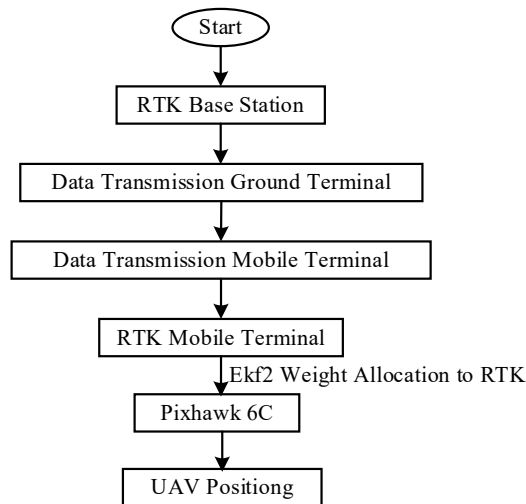 Start
RTK Base Station
Data Transmission Ground Terminal
Data Transmission Mobile Terminal
RTK Mobile Terminal
Ekf2 Weight Allocation to RTK
Pixhawk 6C
UAV Positiong